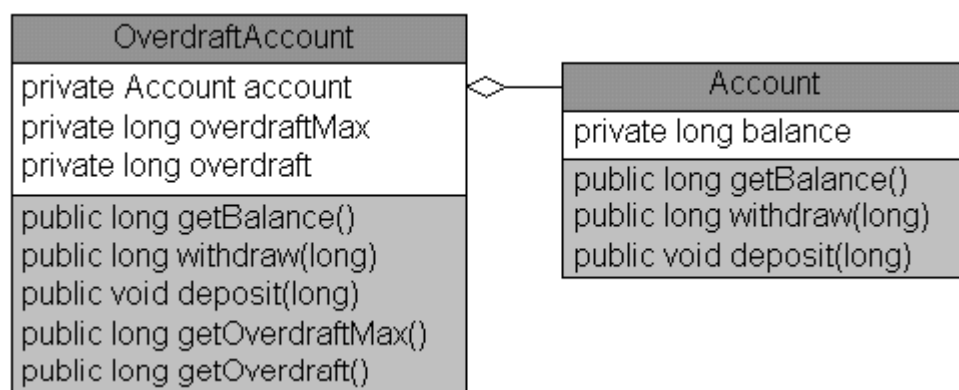 OverdraftAccount
private Account account
private long overdraftMax
private long overdraft
public long getBalance()
public long withdraw(long)
public void deposit(long)
public long getOverdraftMax()
public long getOverdraft()
Account
private long balance
public long getBalance()
public long withdraw(long)
public void deposit(long)